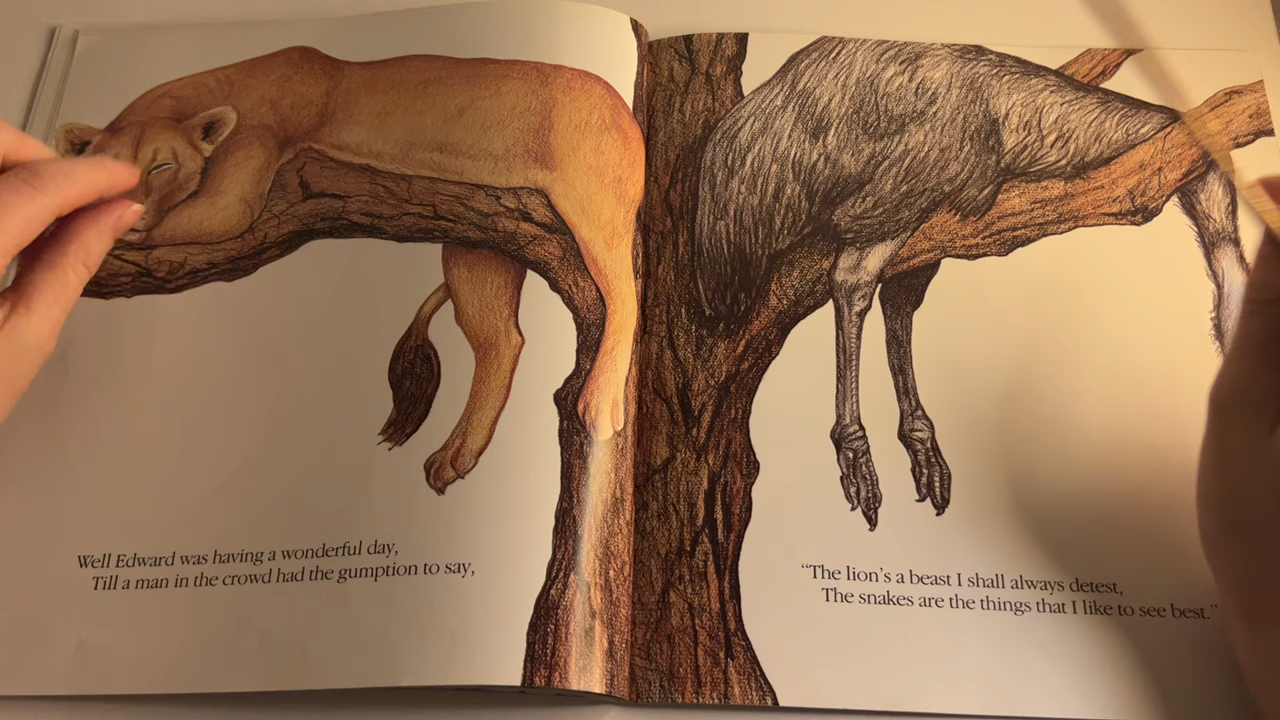 Well Edward was having a wonderful day,
Till a man in the crowd had the gumption to say,
“The lion’s a beast I shall always detest,
The snakes are the things that I like to see best.”